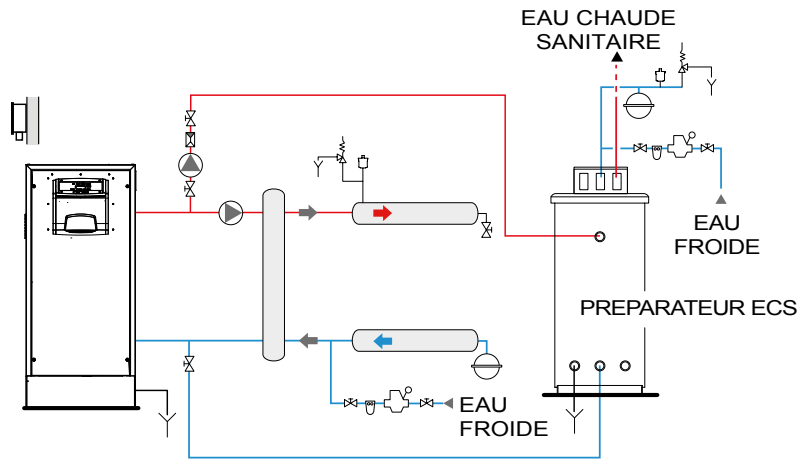 EAU CHAUDE
SANITAIRE
EAU
FROIDE
PREPARATEUR ECS
EAU
FROIDE